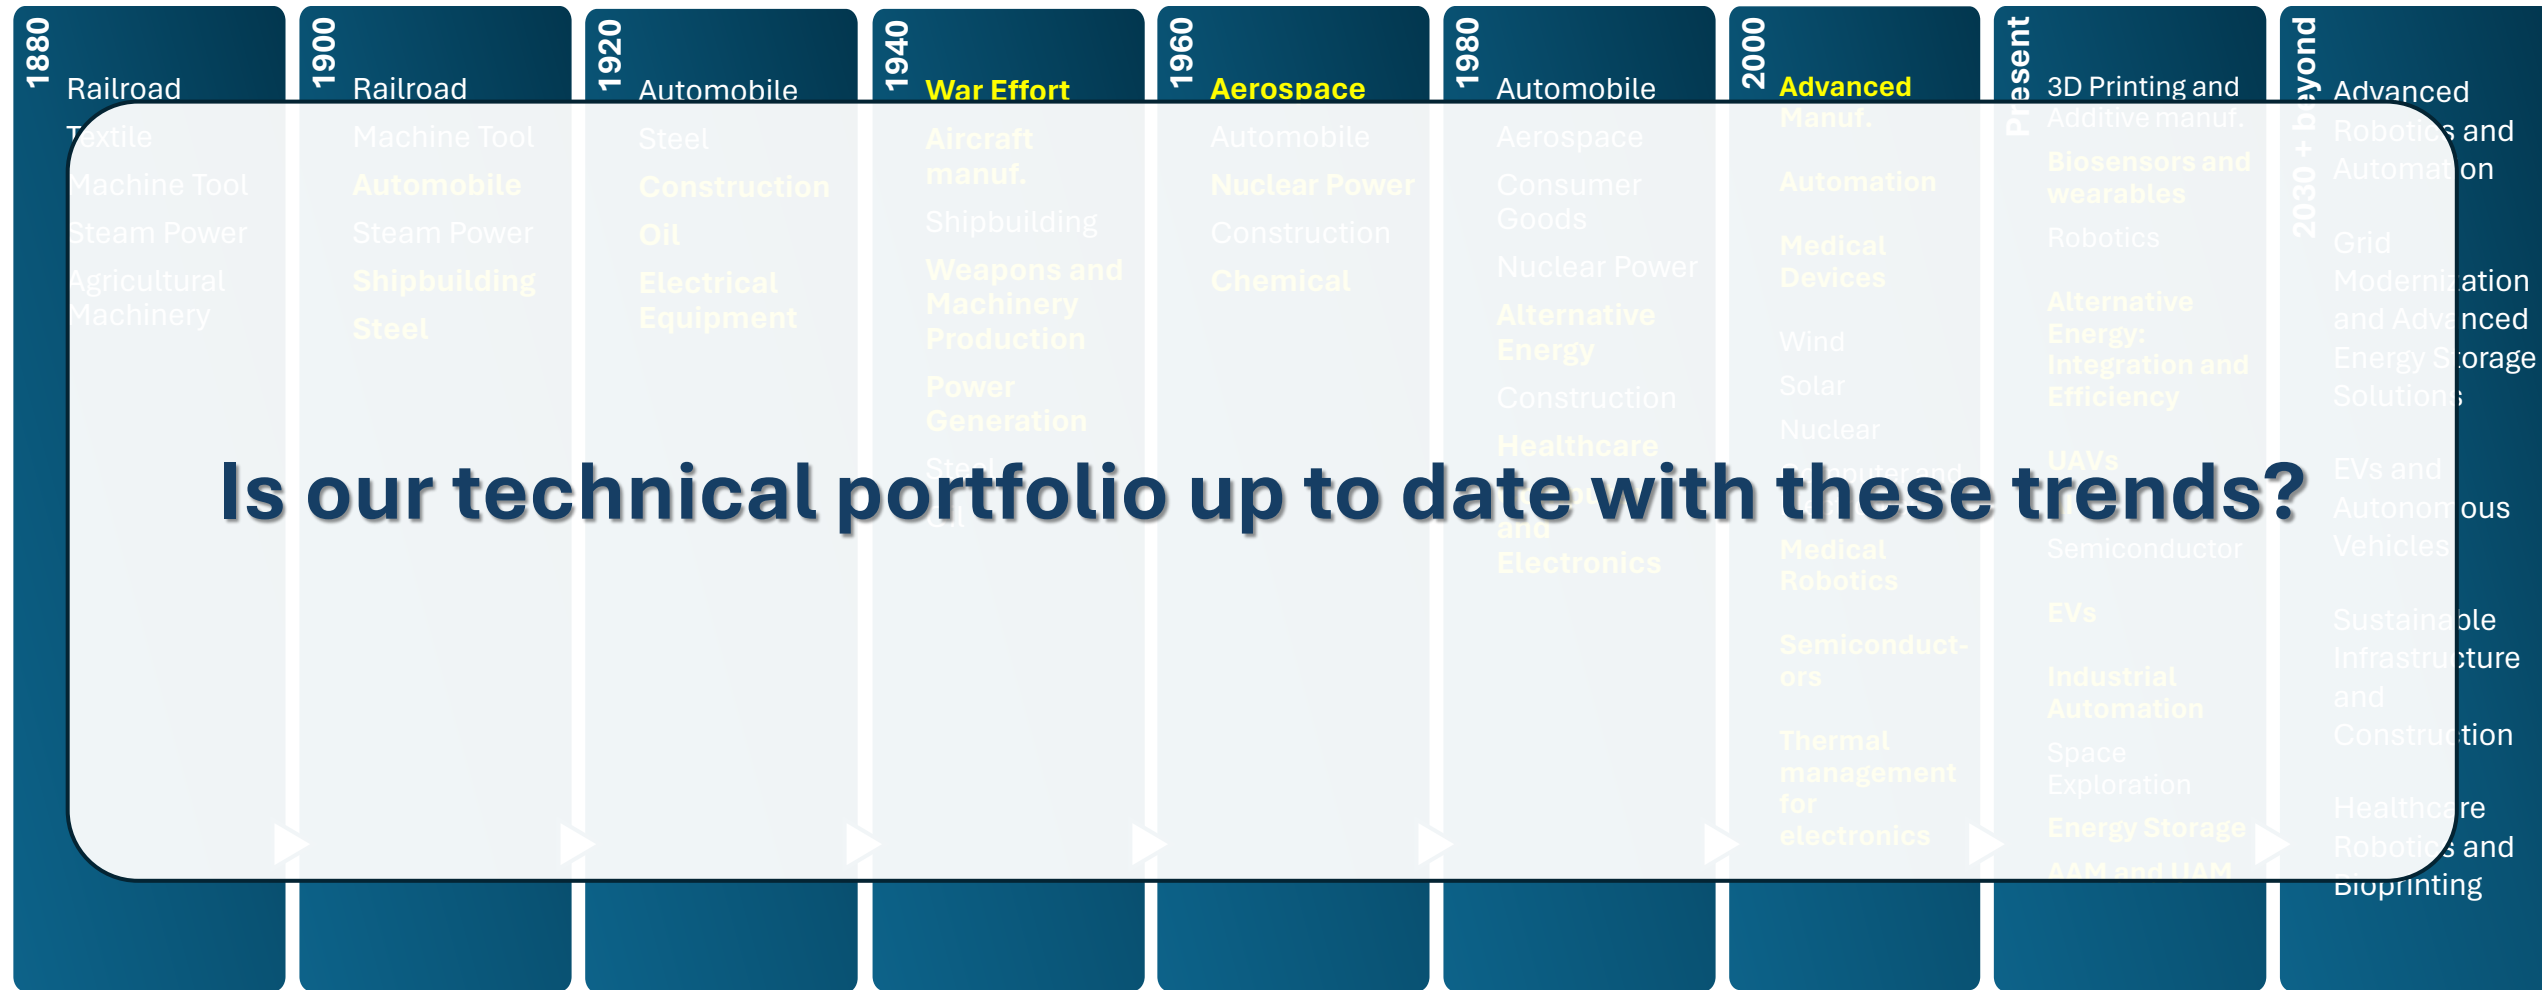 1880
Railroad
Textile
Machine Tool
Steam Power
Agricultural
Machinery
1900
Railroad
Machine Tool
Automobile
Steam Power
Shipbuilding
Steel
1920
Automobile
Steel
Construction
Oil
Electrical
Equipment
1940
War Effort
Aircraft
manuf.
Shipbuilding
Weapons and
Machinery
Production
Power
Generation
Steel
1960
Aerospace
Automobile
Nuclear Power
Construction
Chemical
1980
Automobile
Aerospace
Consumer
Goods
Nuclear Power
Alternative
Energy
Construction
Healthcare
and
Electronics
2000
Advanced
Manuf.
Automation
Medical
Devices
Wind
Solar
Nuclear
Computer and
Medical
Robotics
Semiconduct-
ors
Thermal
management
for
electronics
Present
3D Printing and
Additive manuf.
Biosensors and
wearables
Robotics
Alternative
Energy:
Integration and
Efficiency
UAVs
Semiconductor
EVs
Industrial
Automation
Space
Exploration
Energy Storage
AAM and UAM
2030 + beyond
Advanced
Robotics and
Automation
Grid
Modernization
and Advanced
Energy Storage
Solutions
EVs and
Autonomous
Vehicles
Sustainable
Infrastructure
and
Construction
Healthcare
Robotics and
Bioprinting
Is our technical portfolio up to date with these trends?